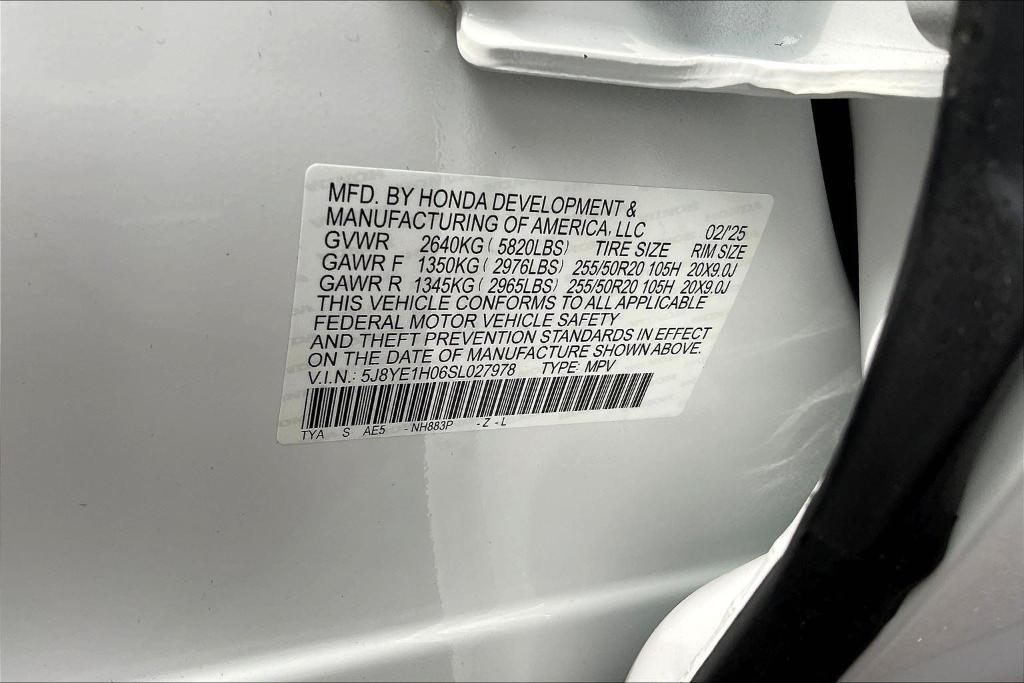 MFD. BY HONDA DEVELOPMENT &
MANUFACTURING OF AMERICA, LLC 02/25
GVWR 2640KG ( 5820LBS) TIRE SIZE RIM SIZE
GAWR F 1350KG ( 2976LBS) 255/50R20 105H 20X9.0J
GAWR R 1345KG ( 2965LBS) 255/50R20 105H 20X9.0J
THIS VEHICLE CONFORMS TO ALL APPLICABLE
FEDERAL MOTOR VEHICLE SAFETY
AND THEFT PREVENTION STANDARDS IN EFFECT
ON THE DATE OF MANUFACTURE SHOWN ABOVE.
V.I.N.: 5J8YE1H06SL027978 TYPE: MPV
TYA S AE5 - NH883P - Z - L